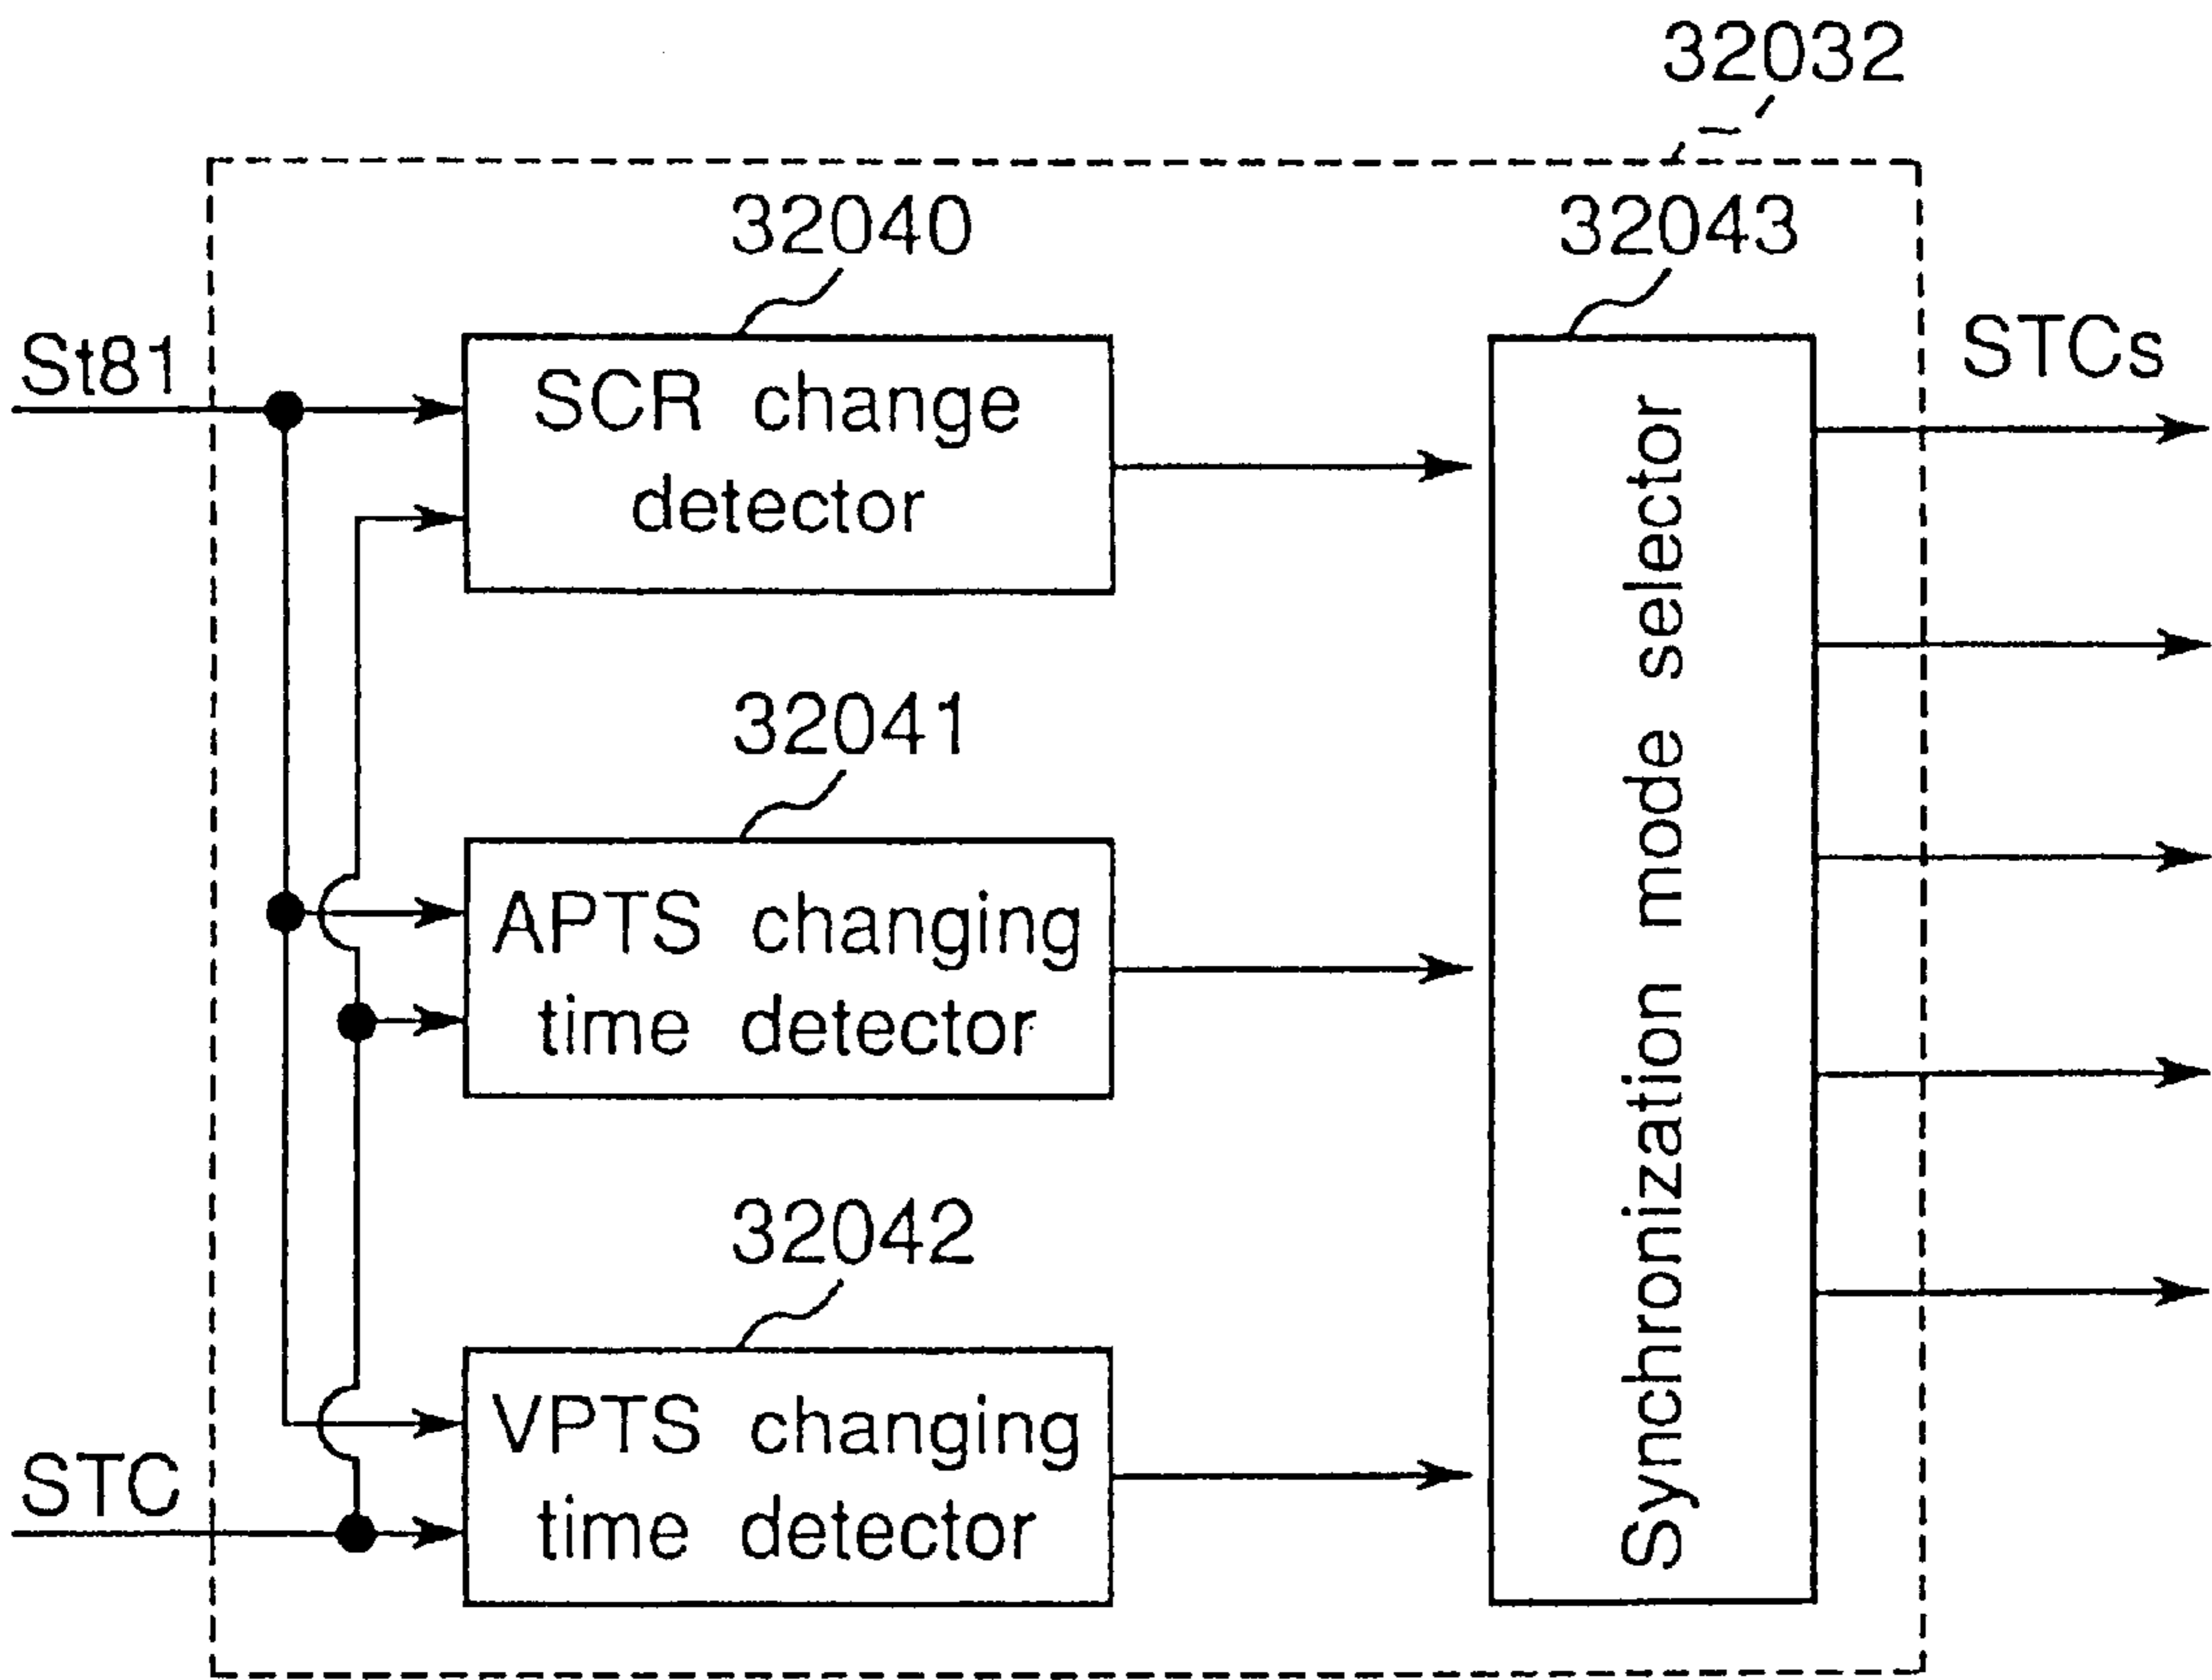 32032
32040
32043
St81
SCR change
detector
STCs
32041
APTS changing
time detector
Synchronization mode selector
32042
VPTS changing
time detector
STC